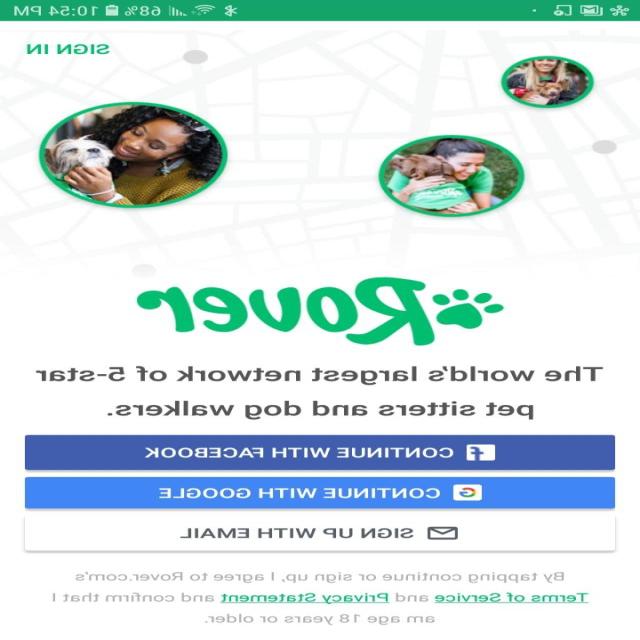 68% 10:54 PM
SIGN IN
Rover
The world's largest network of 5-star
pet sitters and dog walkers.
CONTINUE WITH FACEBOOK
CONTINUE WITH GOOGLE
SIGN UP WITH EMAIL
By tapping continue or sign up, I agree to Rover.com's
Terms of Service and Privacy Statement and confirm that I
am age 18 years or older.